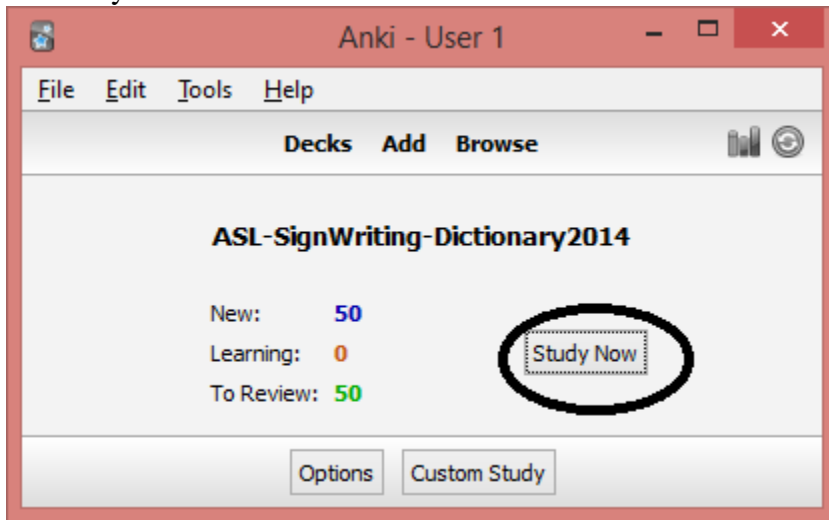 Anki - User 1
File Edit Tools Help
Decks Add Browse
ASL-SignWriting-Dictionary2014
New: 50
Learning: 0
To Review: 50
Study Now
Options Custom Study